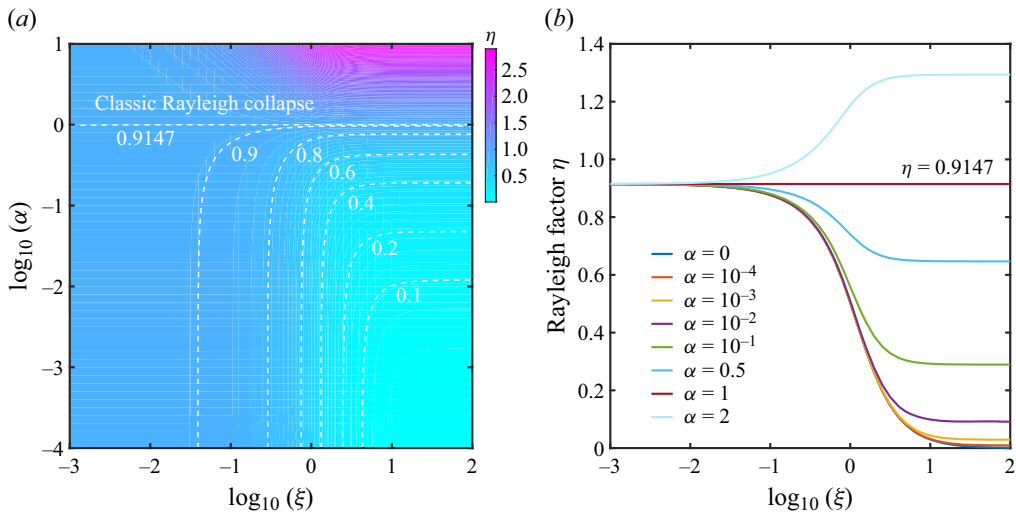 (a)
η
1
0
−1
−2
−3
−4
log10 (α)
Classic Rayleigh collapse
0.9147
0.9
0.8
0.6
0.4
0.2
0.1
2.5
2.0
1.5
1.0
0.5
−3
−2
−1
0
1
2
log10 (ξ)
(b)
1.4
1.2
1.0
0.8
0.6
0.4
0.2
0
Rayleigh factor η
η = 0.9147
α = 0
α = 10−4
α = 10−3
α = 10−2
α = 10−1
α = 0.5
α = 1
α = 2
−3
−2
−1
0
1
2
log10 (ξ)